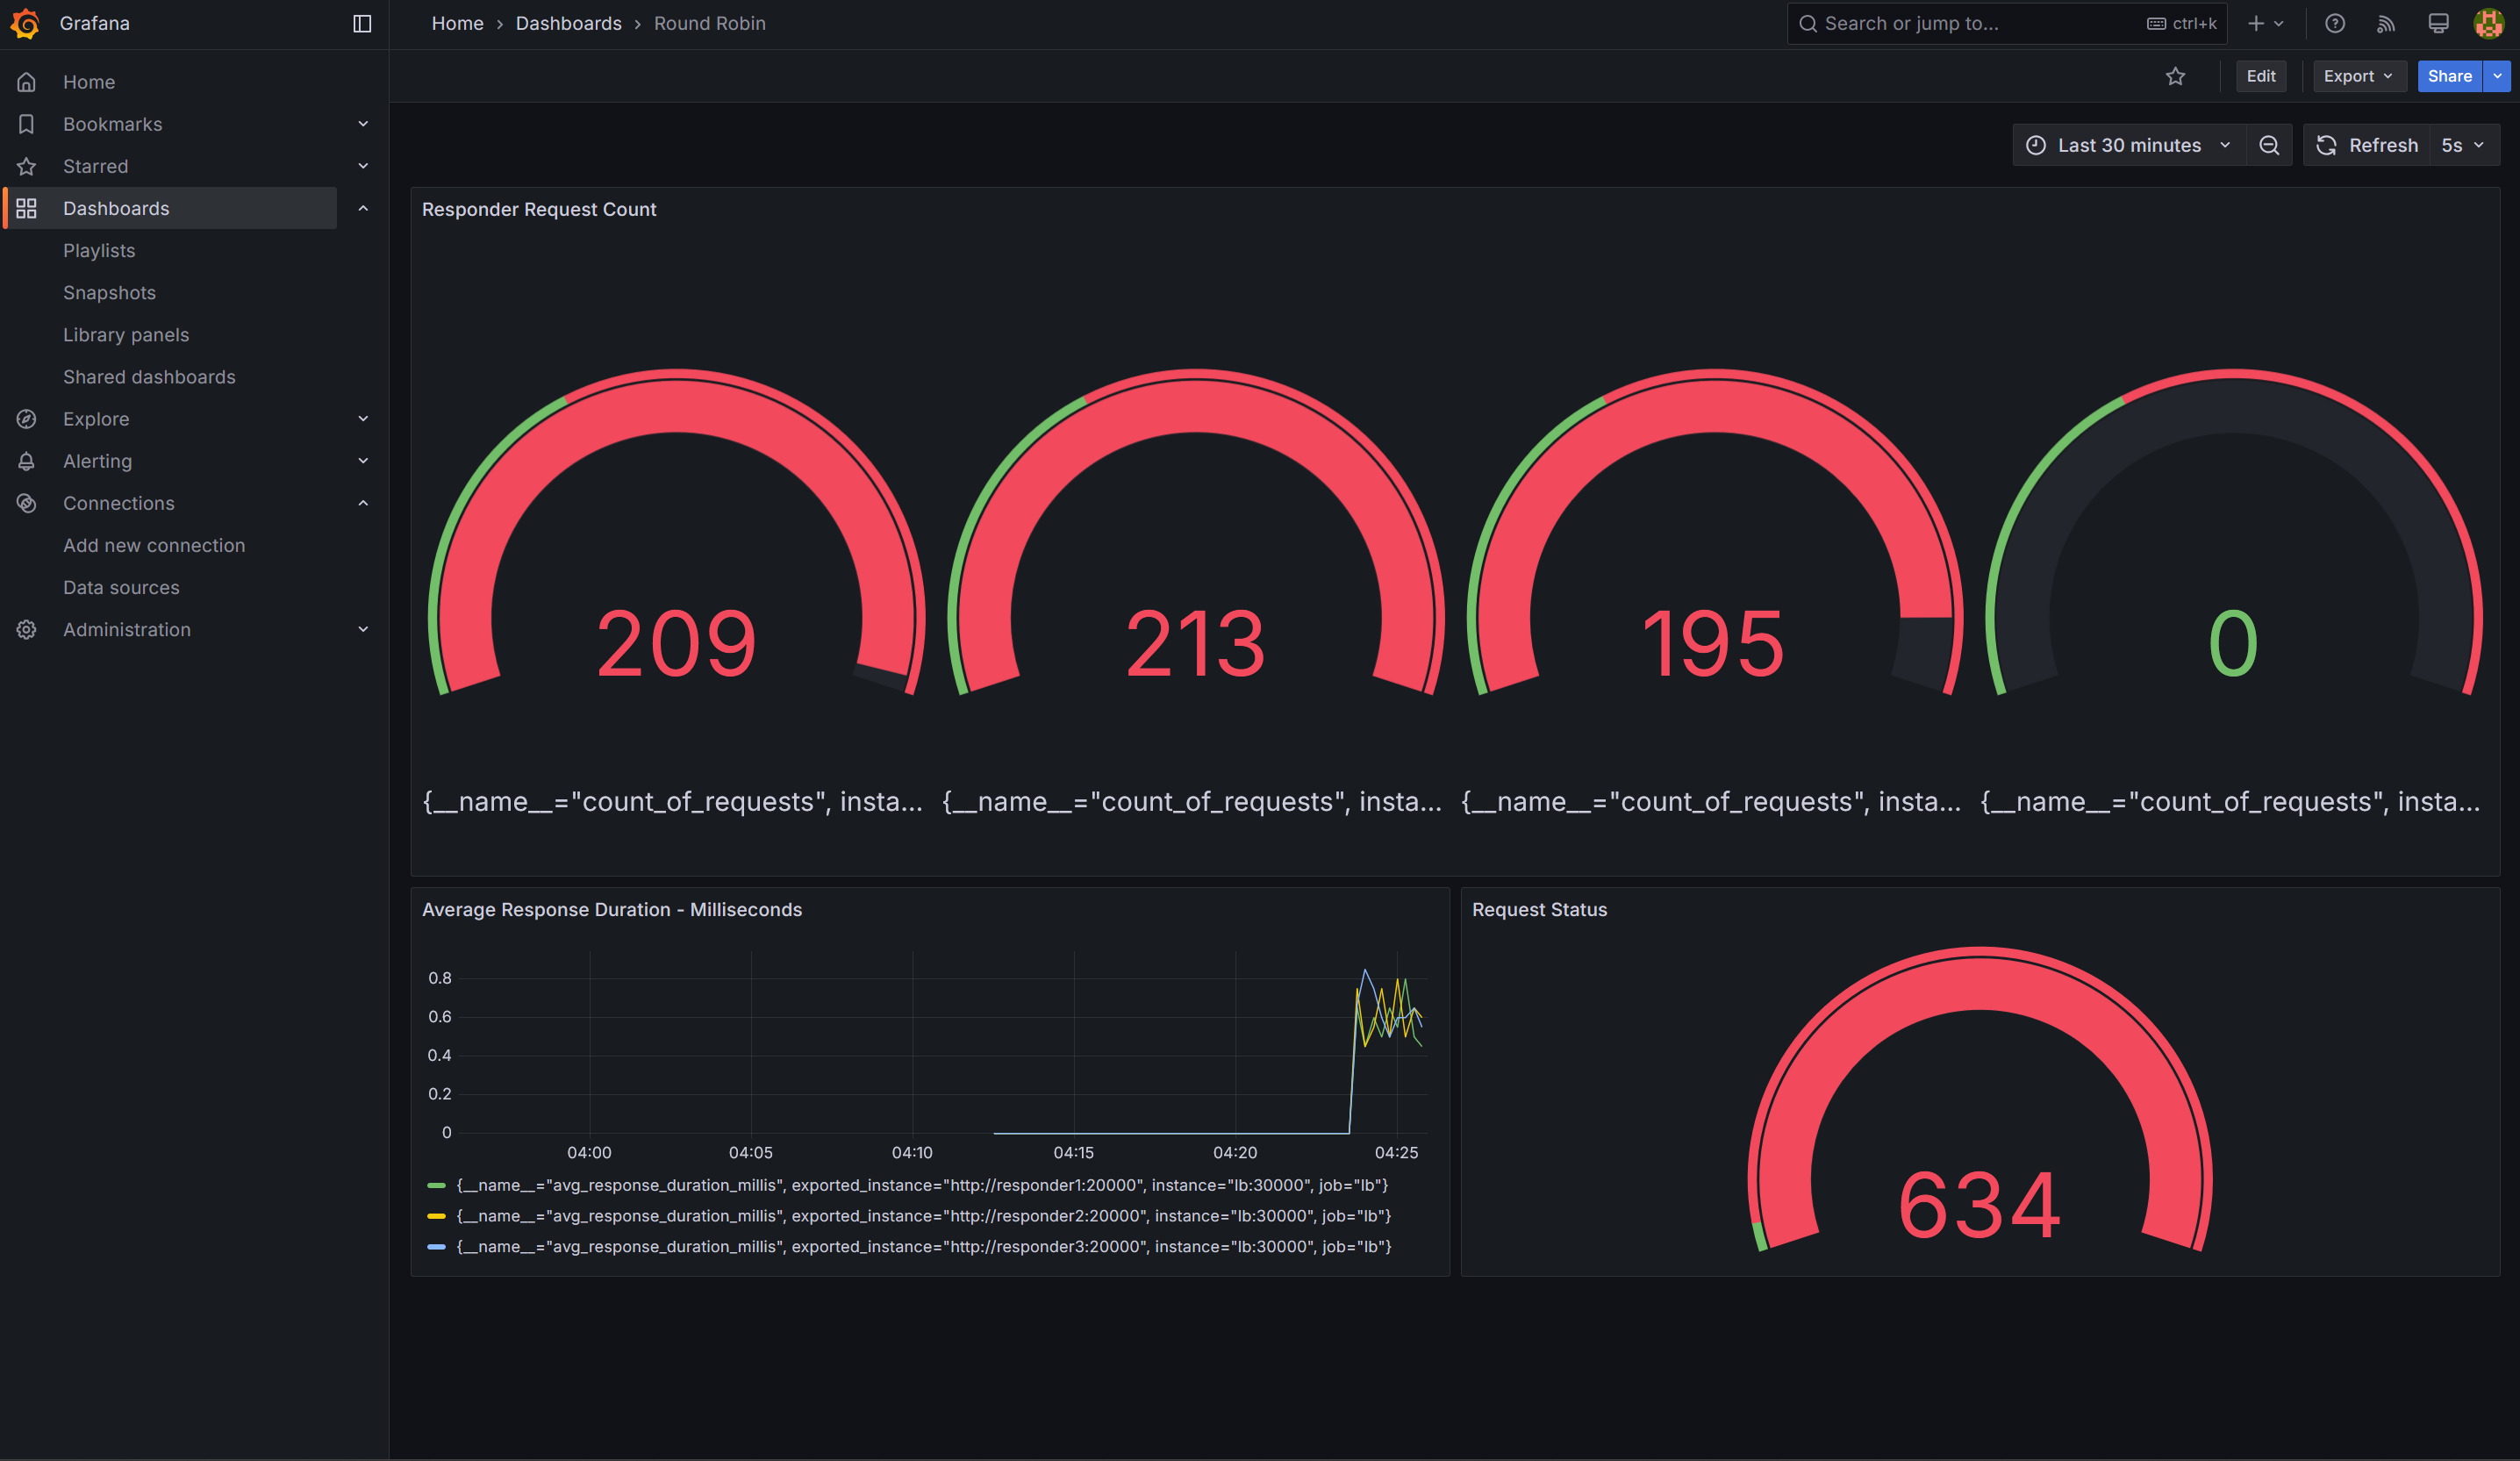 Grafana
Home › Dashboards › Round Robin
Search or jump to...
ctrl+k
Home
Bookmarks
Starred
Dashboards
Playlists
Snapshots
Library panels
Shared dashboards
Explore
Alerting
Connections
Add new connection
Data sources
Administration
Edit
Export
Share
Last 30 minutes
Refresh
5s
Responder Request Count
209
213
195
0
{__name__="count_of_requests", insta...
{__name__="count_of_requests", insta...
{__name__="count_of_requests", insta...
{__name__="count_of_requests", insta...
Average Response Duration - Milliseconds
0.8
0.6
0.4
0.2
0
04:00 04:05 04:10 04:15 04:20 04:25
{__name__="avg_response_duration_millis", exported_instance="http://responder1:20000", instance="lb:30000", job="lb"}
{__name__="avg_response_duration_millis", exported_instance="http://responder2:20000", instance="lb:30000", job="lb"}
{__name__="avg_response_duration_millis", exported_instance="http://responder3:20000", instance="lb:30000", job="lb"}
Request Status
634